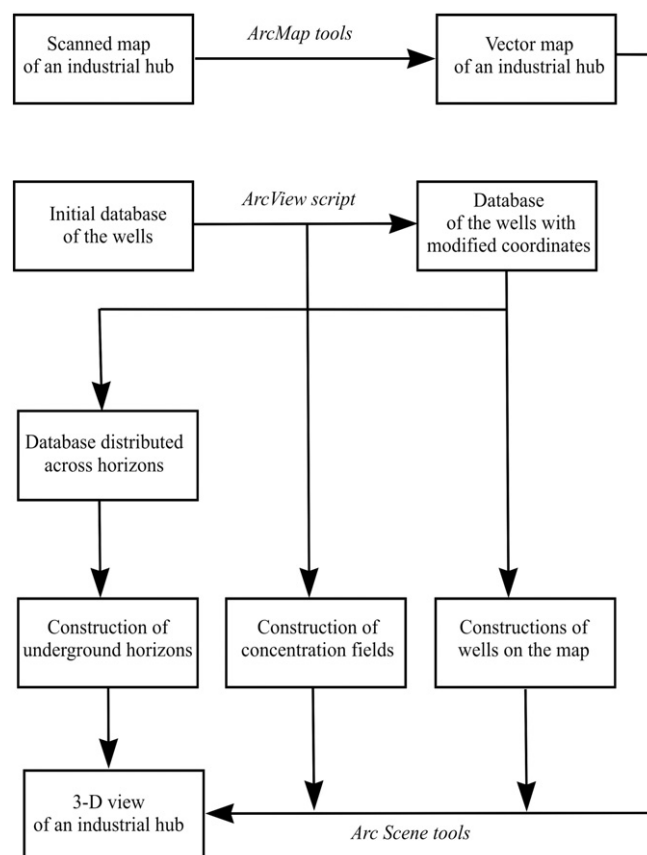 Scanned map
of an industrial hub
ArcMap tools
Vector map
of an industrial hub
Initial database
of the wells
ArcView script
Database
of the wells with
modified coordinates
Database distributed
across horizons
Construction of
underground horizons
Construction of
concentration fields
Constructions of
wells on the map
3-D view
of an industrial hub
Arc Scene tools